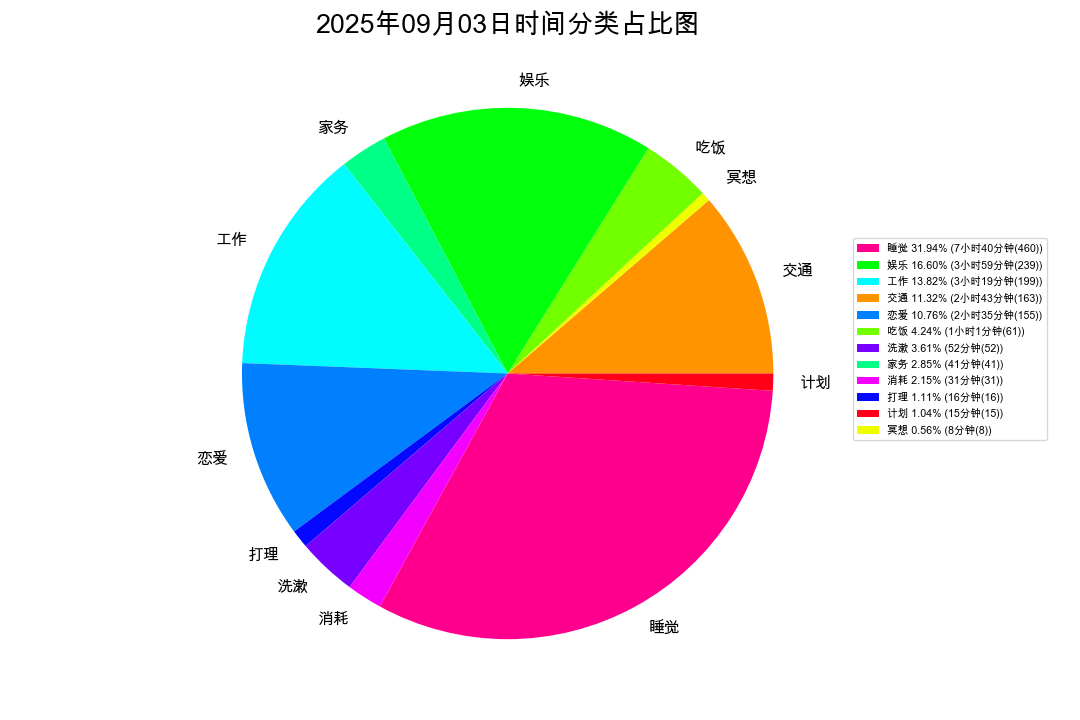 2025年09月03日时间分类占比图
娱乐
家务
吃饭
冥想
工作
交通
计划
恋爱
打理
洗漱
消耗
睡觉
睡觉 31.94% (7小时40分钟(460))
娱乐 16.60% (3小时59分钟(239))
工作 13.82% (3小时19分钟(199))
交通 11.32% (2小时43分钟(163))
恋爱 10.76% (2小时35分钟(155))
吃饭 4.24% (1小时1分钟(61))
洗漱 3.61% (52分钟(52))
家务 2.85% (41分钟(41))
消耗 2.15% (31分钟(31))
打理 1.11% (16分钟(16))
计划 1.04% (15分钟(15))
冥想 0.56% (8分钟(8))